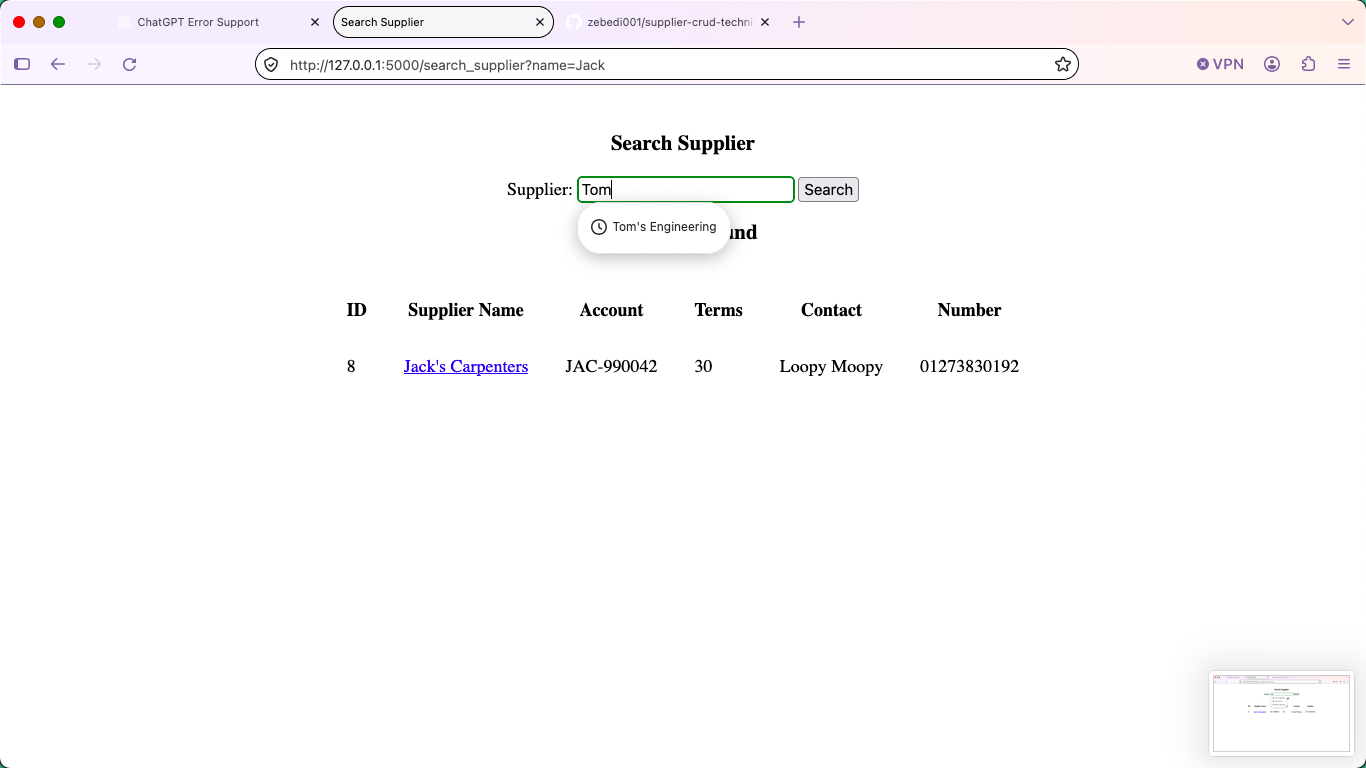 ChatGPT Error Support
Search Supplier
zebedi001/supplier-crud-techni
http://127.0.0.1:5000/search_supplier?name=Jack
VPN
Search Supplier
Supplier: Tom Search
Tom's Engineering
ID Supplier Name Account Terms Contact Number
8 Jack's Carpenters JAC-990042 30 Loopy Moopy 01273830192